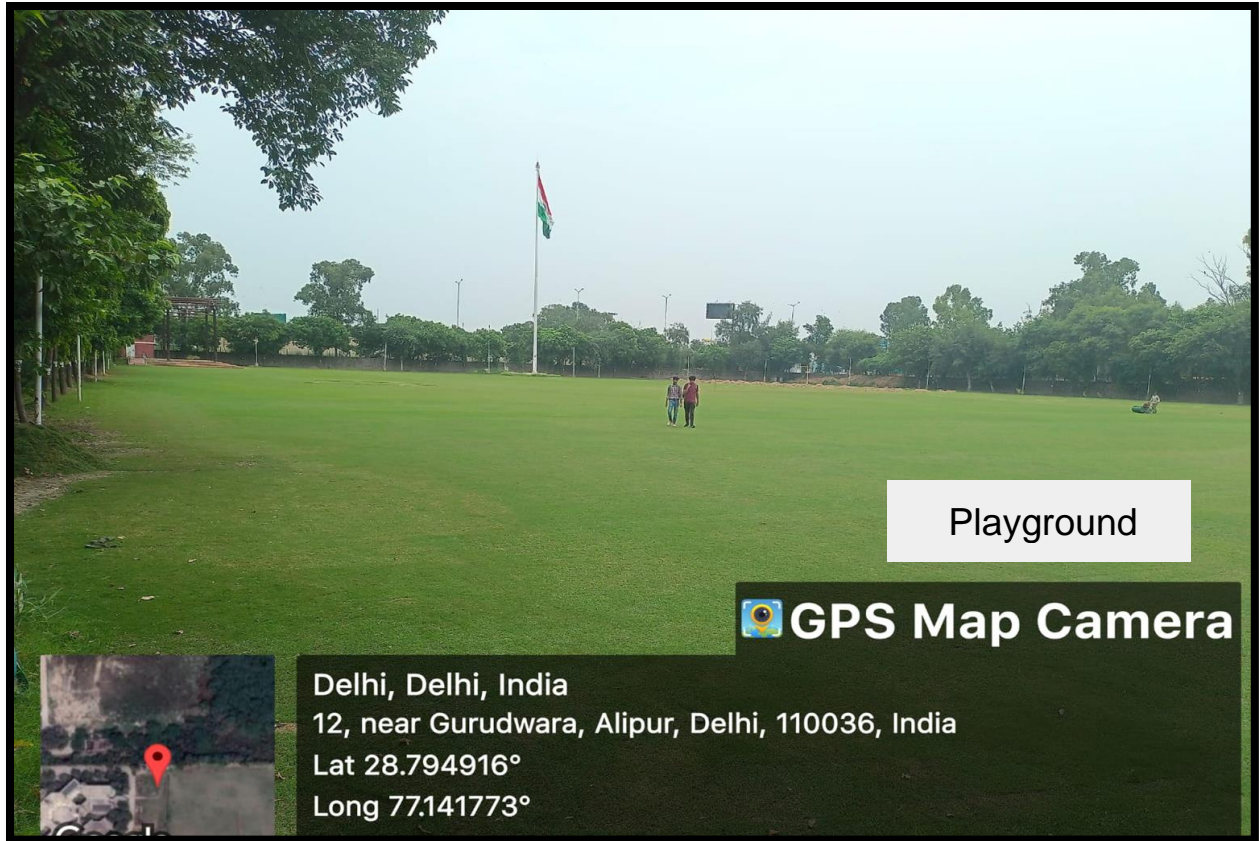 Playground
GPS Map Camera
Delhi, Delhi, India
12, near Gurudwara, Alipur, Delhi, 110036, India
Lat 28.794916°
Long 77.141773°
Google